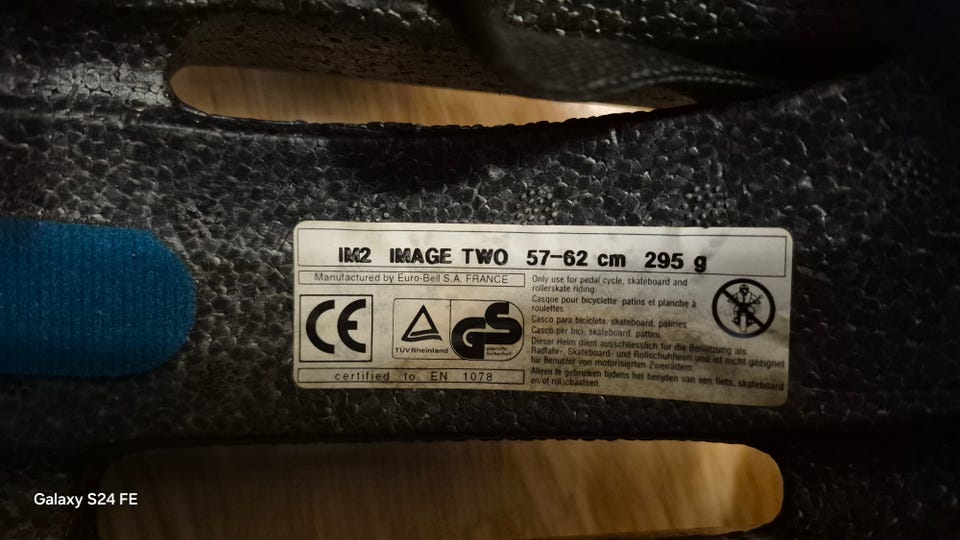 IM2 IMAGE TWO 57-62 cm 295 g
Manufactured by Euro-Bell S.A. FRANCE
CE
TÜVRheinland
GS
geprüfte
Sicherheit
certified to EN 1078
Only use for pedal cycle, skateboard and
rollerskate riding.
Casque pour bicyclette, patins et planche à
roulettes.
Casco para bicicleta, skateboard, patines.
Casco per bici, skateboard, pattini.
Dieser Helm dient ausschliesslich für die Benützung als
Radfahr-, Skateboard- und Rollschuhhelm und ist nicht geeignet
für Benützer von motorisierten Zweirädern.
Alleen te gebruiken tijdens het berijden van een fiets, skateboard
en/of rolschaatsen.
Galaxy S24 FE